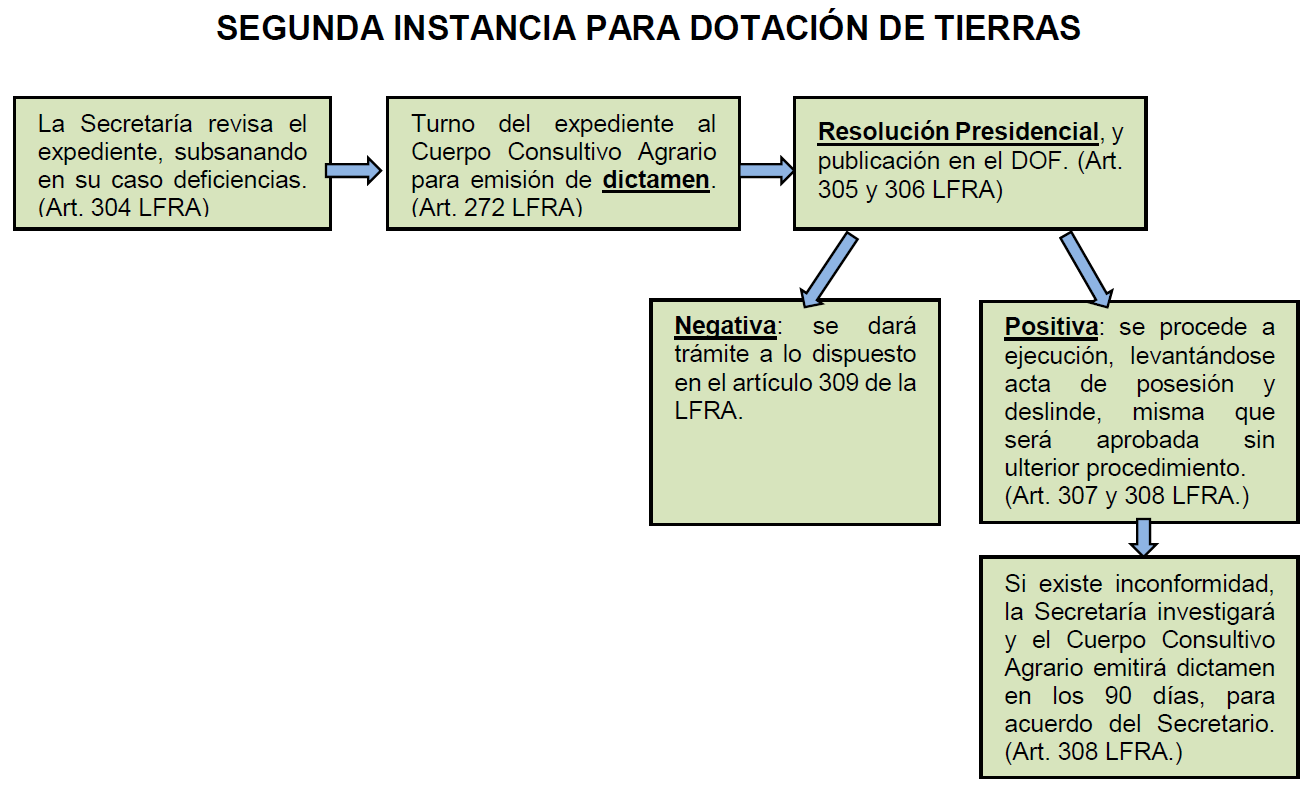 SEGUNDA INSTANCIA PARA DOTACIÓN DE TIERRAS
La Secretaría revisa el
expediente, subsanando
en su caso deficiencias.
(Art. 304 LFRA)
Turno del expediente al
Cuerpo Consultivo Agrario
para emisión de dictamen.
(Art. 272 LFRA)
Resolución Presidencial, y
publicación en el DOF. (Art.
305 y 306 LFRA)
Negativa: se dará
trámite a lo dispuesto
en el artículo 309 de la
LFRA.
Positiva: se procede a
ejecución, levantándose
acta de posesión y
deslinde, misma que
será aprobada sin
ulterior procedimiento.
(Art. 307 y 308 LFRA.)
Si existe inconformidad,
la Secretaría investigará
y el Cuerpo Consultivo
Agrario emitirá dictamen
en los 90 días, para
acuerdo del Secretario.
(Art. 308 LFRA.)